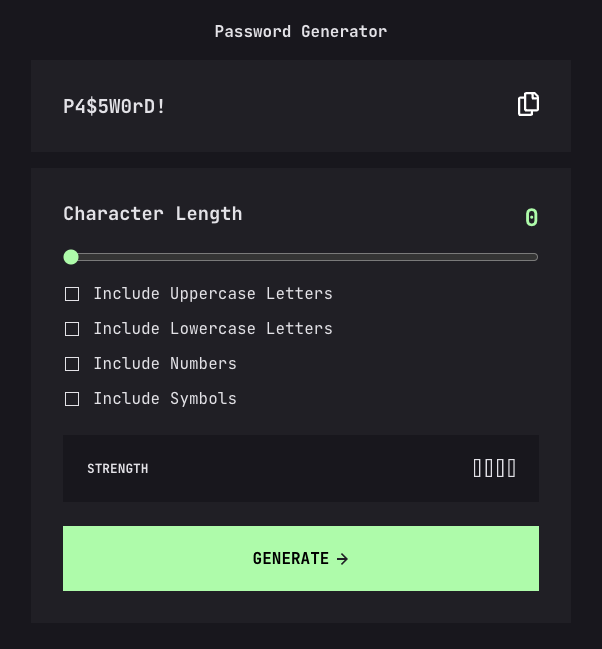 Password Generator
P4$5W0rD!
Character Length
0
Include Uppercase Letters
Include Lowercase Letters
Include Numbers
Include Symbols
STRENGTH
GENERATE →